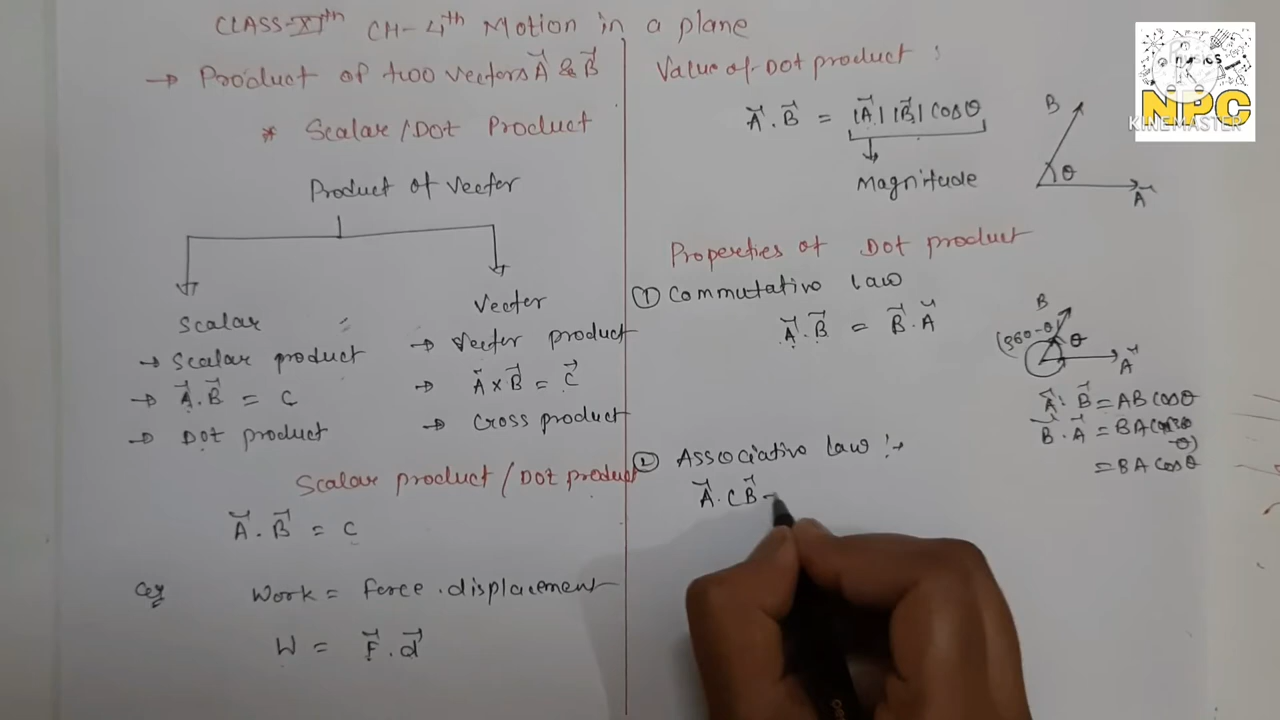 CLASS-XIth CH-4th Motion in a plane
→ Product of two vectors A⃗ & B⃗
* Scalar/DOT Product
Product of Vector
Scalar
→ Scalar product
→ A⃗.B⃗ = C
→ DOT product
Vector
→ Vector product
→ A⃗×B⃗ = C⃗
→ Cross product
Scalar product/DOT product
A⃗.B⃗ = C
eg Work = force.displacement
W = F⃗.d⃗
Value of DOT product:
A⃗.B⃗ = |A⃗||B⃗|cosθ
Magnitude
B
θ
A⃗
Properties of DOT product
① Commutative law
A⃗.B⃗ = B⃗.A⃗
B
(360-θ)
θ
A⃗
A⃗.B⃗ = AB cosθ
B⃗.A⃗ = BA cos(360
θ)
= BA cosθ
② Associative law :→
A⃗.(B⃗
Physics
NPC
KINEMASTER